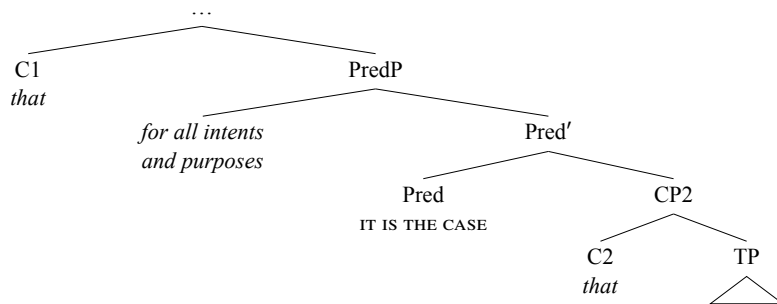 ...
C1 PredP
that
for all intents Pred′
and purposes
Pred CP2
IT IS THE CASE
C2 TP
that